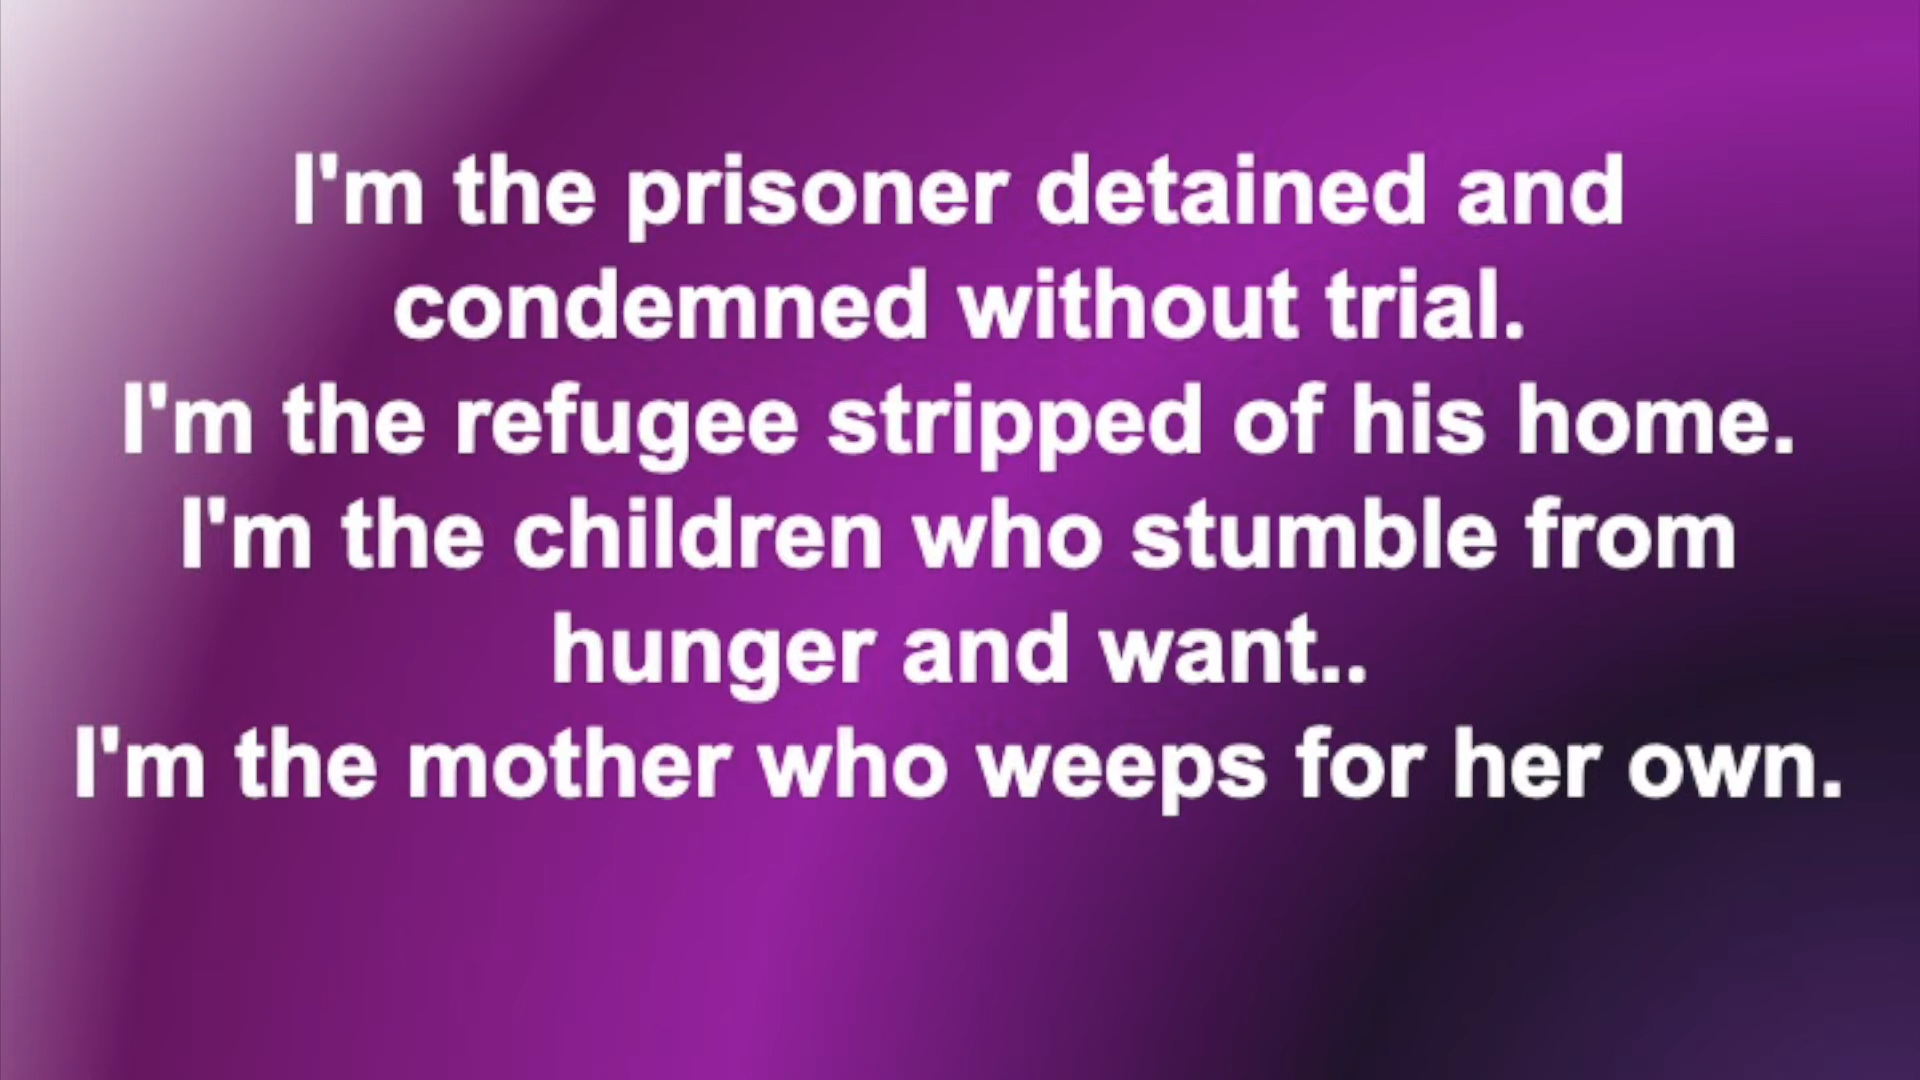 I'm the prisoner detained and
condemned without trial.
I'm the refugee stripped of his home.
I'm the children who stumble from
hunger and want..
I'm the mother who weeps for her own.